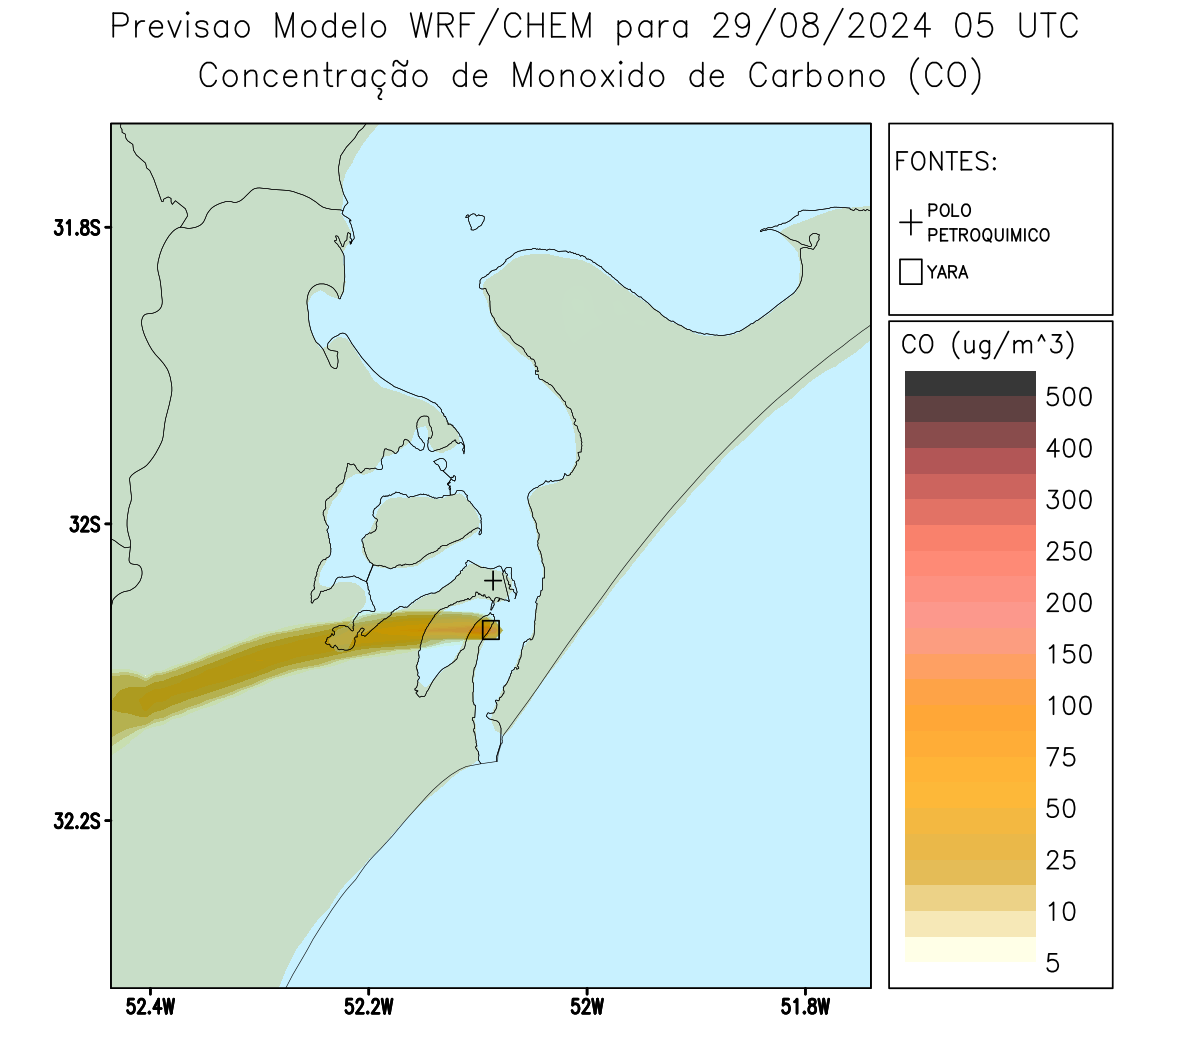 Previsao Modelo WRF/CHEM para 29/08/2024 05 UTC
Concentração de Monoxido de Carbono (CO)
FONTES:
POLO
PETROQUIMICO
YARA
31.8S
32S
32.2S
52.4W
52.2W
52W
51.8W
CO (ug/m^3)
500
400
300
250
200
150
100
75
50
25
10
5